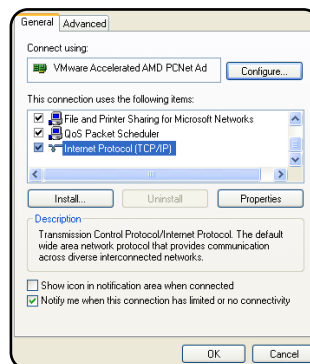 General Advanced
Connect using:
VMware Accelerated AMD PCNet Ad
Configure...
This connection uses the following items:
File and Printer Sharing for Microsoft Networks
QoS Packet Scheduler
Internet Protocol (TCP/IP)
Install... Uninstall Properties
Description
Transmission Control Protocol/Internet Protocol. The default
wide area network protocol that provides communication
across diverse interconnected networks.
Show icon in notification area when connected
Notify me when this connection has limited or no connectivity
OK Cancel